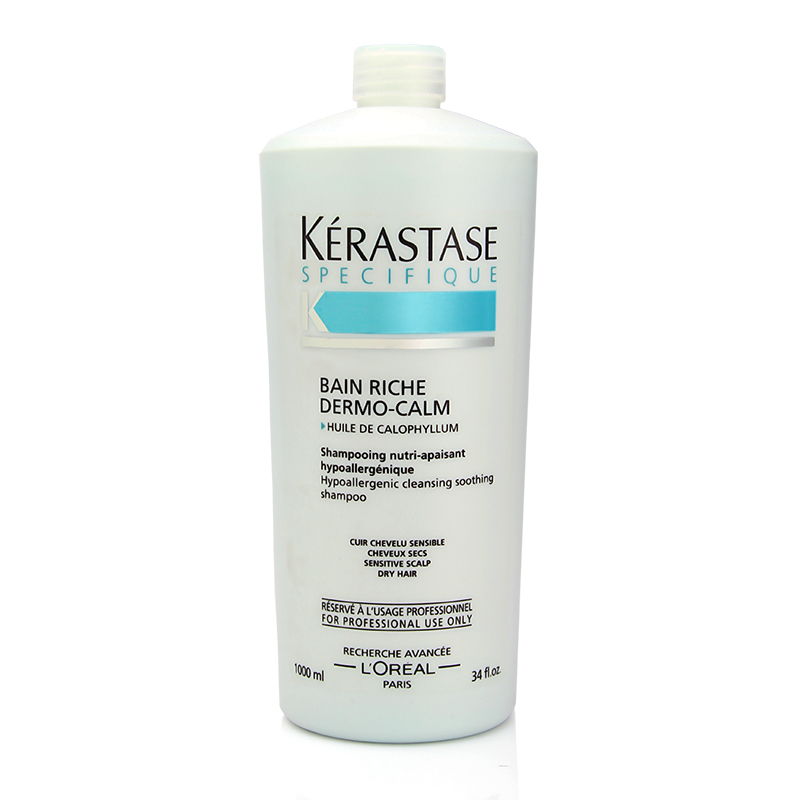 KÉRASTASE
SPECIFIQUE
K
BAIN RICHE
DERMO-CALM
HUILE DE CALOPHYLLUM
Shampooing nutri-apaisant
hypoallergénique
Hypoallergenic cleansing soothing
shampoo
CUIR CHEVELU SENSIBLE
CHEVEUX SECS
SENSITIVE SCALP
DRY HAIR
RÉSERVÉ À L'USAGE PROFESSIONNEL
FOR PROFESSIONAL USE ONLY
RECHERCHE AVANCÉE
L'ORÉAL
PARIS
1000 ml 34 fl.oz.